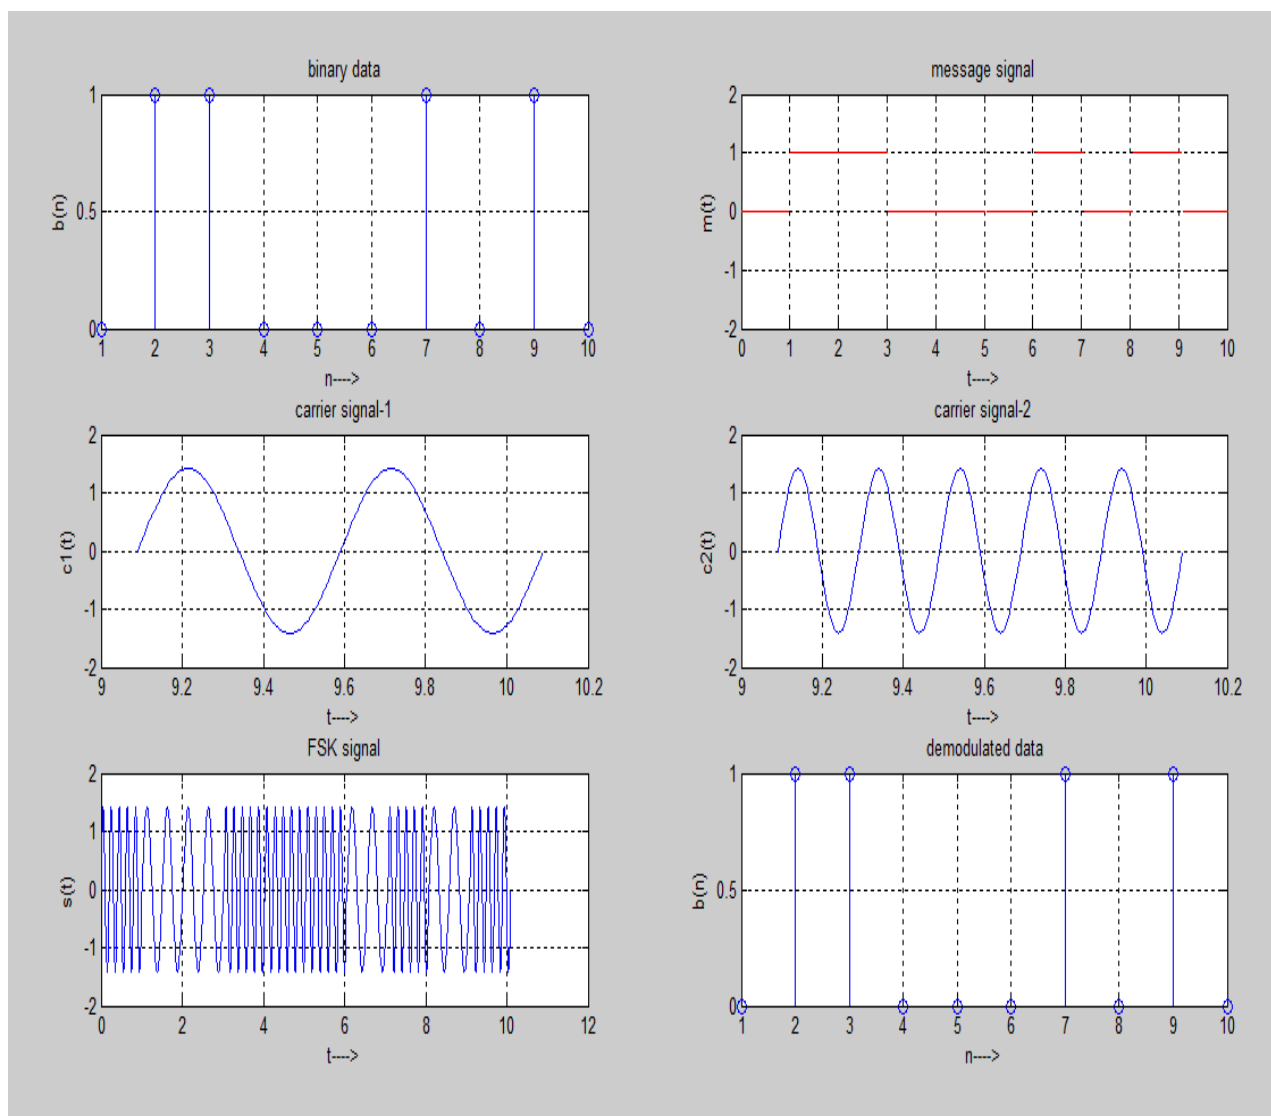 binary data
1
0.5
0
b(n)
1 2 3 4 5 6 7 8 9 10
n---->
message signal
2
1
0
-1
-2
m(t)
0 1 2 3 4 5 6 7 8 9 10
t---->
carrier signal-1
2
1
0
-1
-2
c1(t)
9 9.2 9.4 9.6 9.8 10 10.2
t---->
carrier signal-2
2
1
0
-1
-2
c2(t)
9 9.2 9.4 9.6 9.8 10 10.2
t---->
FSK signal
2
1
0
-1
-2
s(t)
0 2 4 6 8 10 12
t---->
demodulated data
1
0.5
0
b(n)
1 2 3 4 5 6 7 8 9 10
n---->